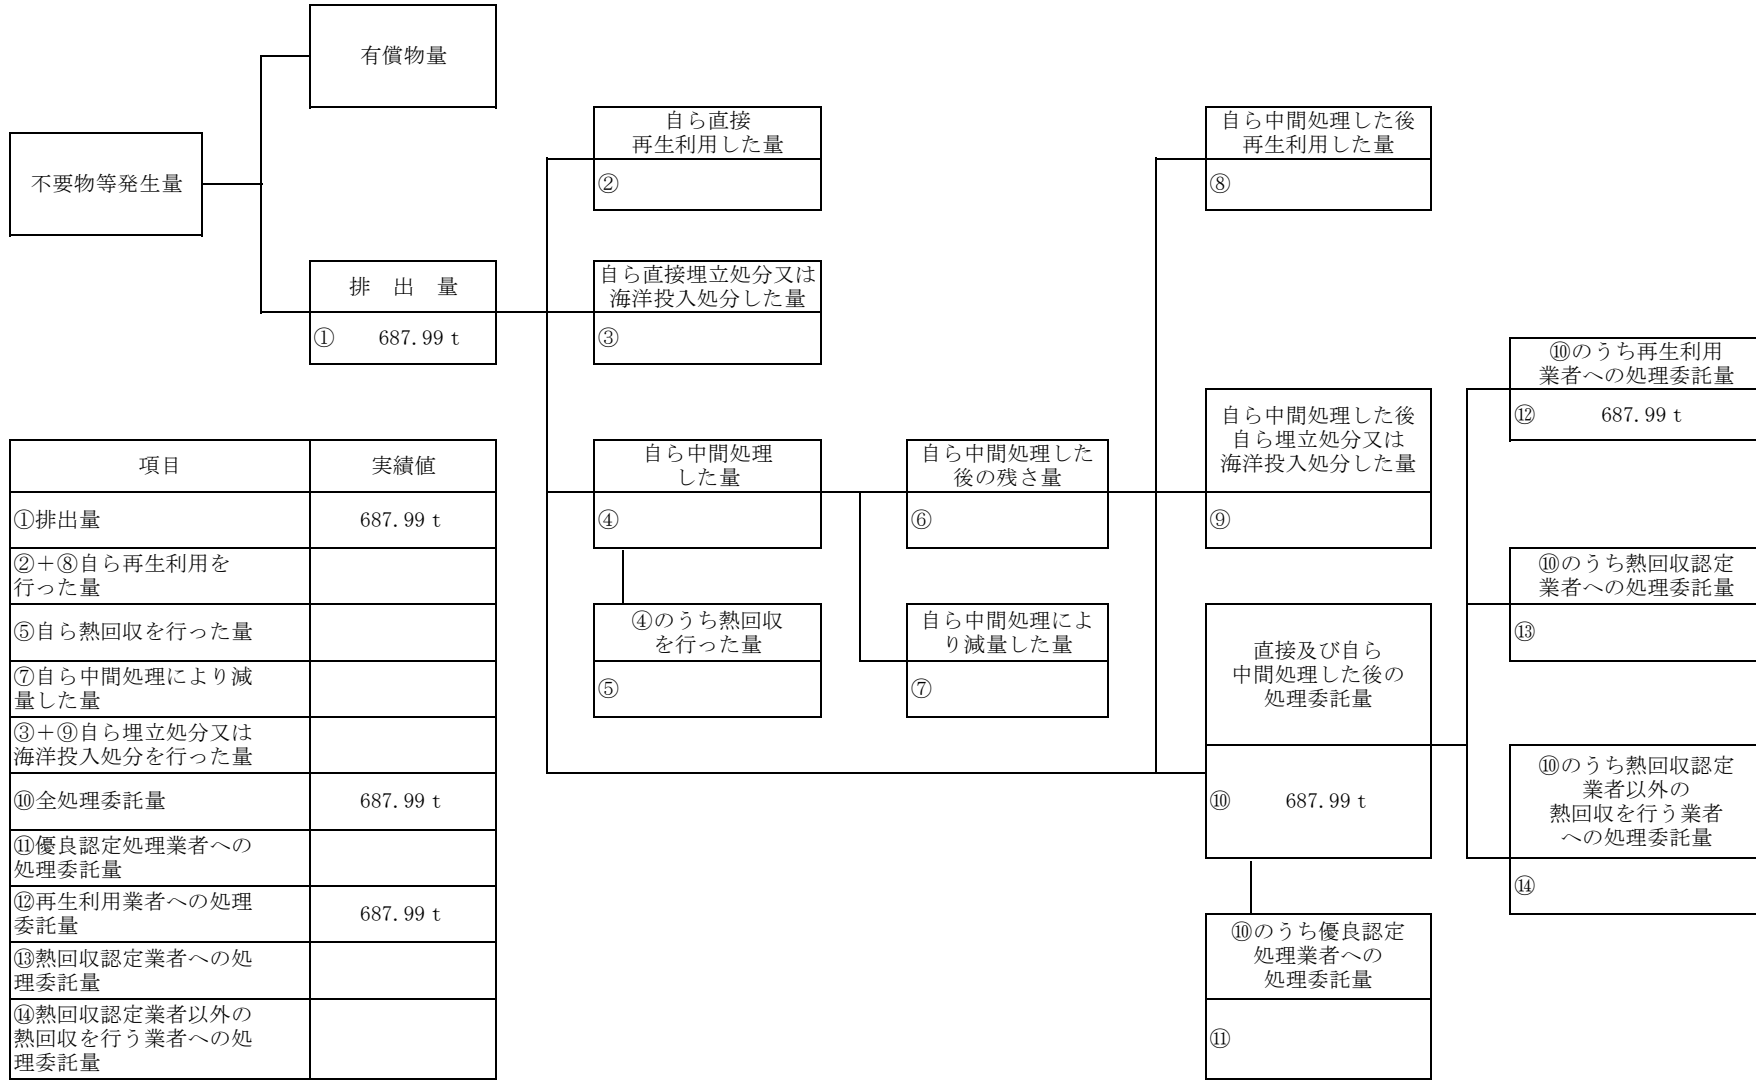 有償物量
不要物等発生量
排　出　量
① 687.99 t
自ら直接
再生利用した量
②
自ら直接埋立処分又は
海洋投入処分した量
③
自ら中間処理
した量
④
④のうち熱回収
を行った量
⑤
自ら中間処理した
後の残さ量
⑥
自ら中間処理によ
り減量した量
⑦
自ら中間処理した後
再生利用した量
⑧
自ら中間処理した後
自ら埋立処分又は
海洋投入処分した量
⑨
直接及び自ら
中間処理した後の
処理委託量
⑩ 687.99 t
⑩のうち優良認定
処理業者への
処理委託量
⑪
⑩のうち再生利用
業者への処理委託量
⑫ 687.99 t
⑩のうち熱回収認定
業者への処理委託量
⑬
⑩のうち熱回収認定
業者以外の
熱回収を行う業者
への処理委託量
⑭
項目 実績値
①排出量 687.99 t
②＋⑧自ら再生利用を
行った量
⑤自ら熱回収を行った量
⑦自ら中間処理により減
量した量
③＋⑨自ら埋立処分又は
海洋投入処分を行った量
⑩全処理委託量 687.99 t
⑪優良認定処理業者への
処理委託量
⑫再生利用業者への処理
委託量 687.99 t
⑬熱回収認定業者への処
理委託量
⑭熱回収認定業者以外の
熱回収を行う業者への処
理委託量